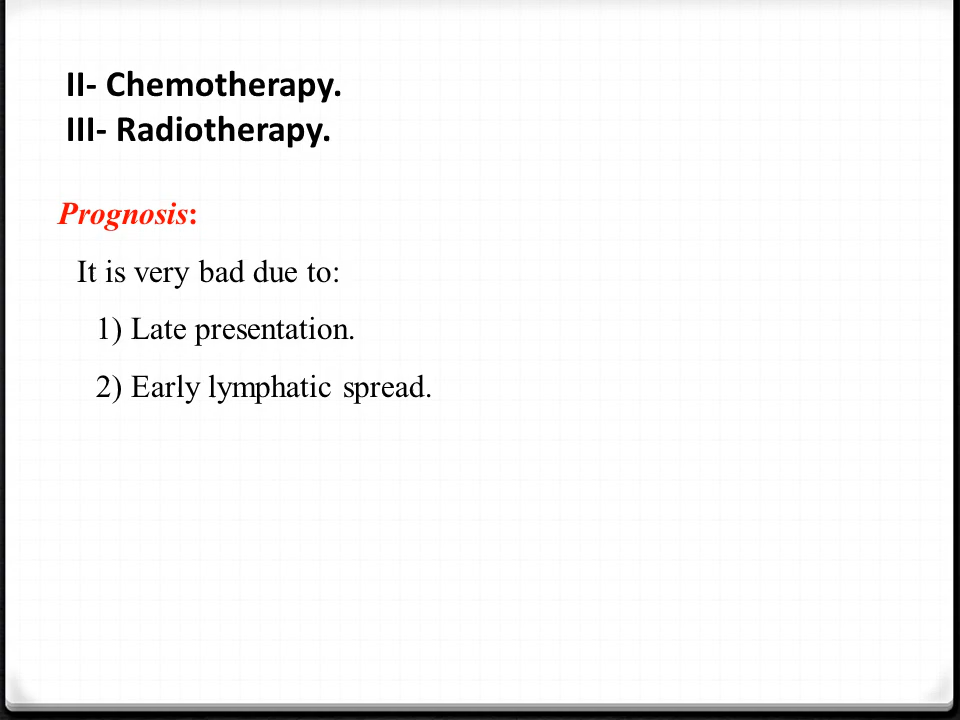 II- Chemotherapy.
III- Radiotherapy.
Prognosis:
It is very bad due to:
1) Late presentation.
2) Early lymphatic spread.